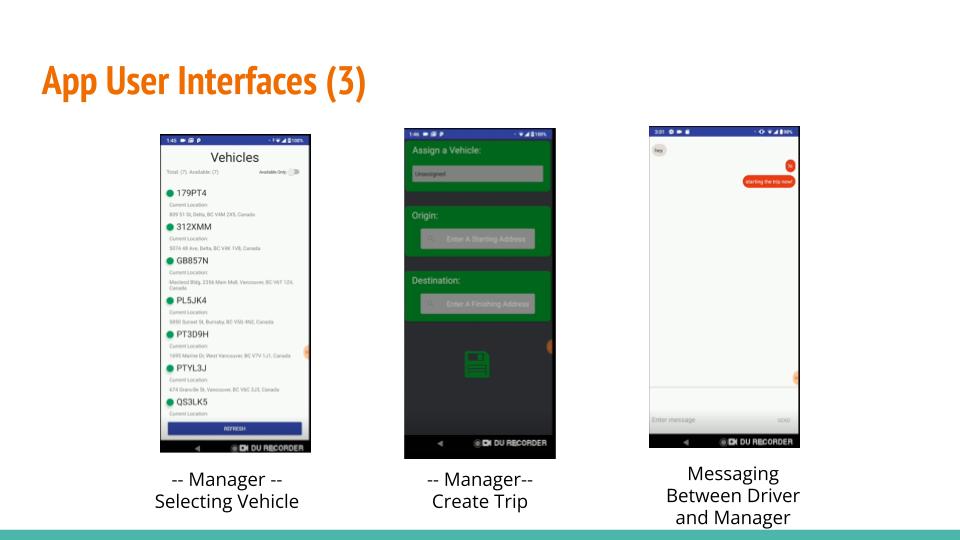 App User Interfaces (3)
1:45
100%
Vehicles
Total: (7) Available: (7)
Available Only
179PT4
Current Location:
809 51 St, Delta, BC V4M 2X5, Canada
312XMM
Current Location:
5074 48 Ave, Delta, BC V4K 1V8, Canada
GB857N
Current Location:
Macleod Bldg, 2356 Main Mall, Vancouver, BC V6T 1Z4,
Canada
PL5JK4
Current Location:
5890 Sunset St, Burnaby, BC V5G 4N2, Canada
PT3D9H
Current Location:
1695 Marine Dr, West Vancouver, BC V7V 1J1, Canada
PTYL3J
Current Location:
674 Granville St, Vancouver, BC V6C 3J3, Canada
QS3LK5
Current Location:
REFRESH
DU RECORDER
-- Manager --
Selecting Vehicle
1:46
100%
Assign a Vehicle:
Unassigned
Origin:
Enter A Starting Address
Destination:
Enter A Finishing Address
DU RECORDER
-- Manager--
Create Trip
3:01
98%
hey
hi
starting the trip now!
Enter message
SEND
DU RECORDER
Messaging
Between Driver
and Manager